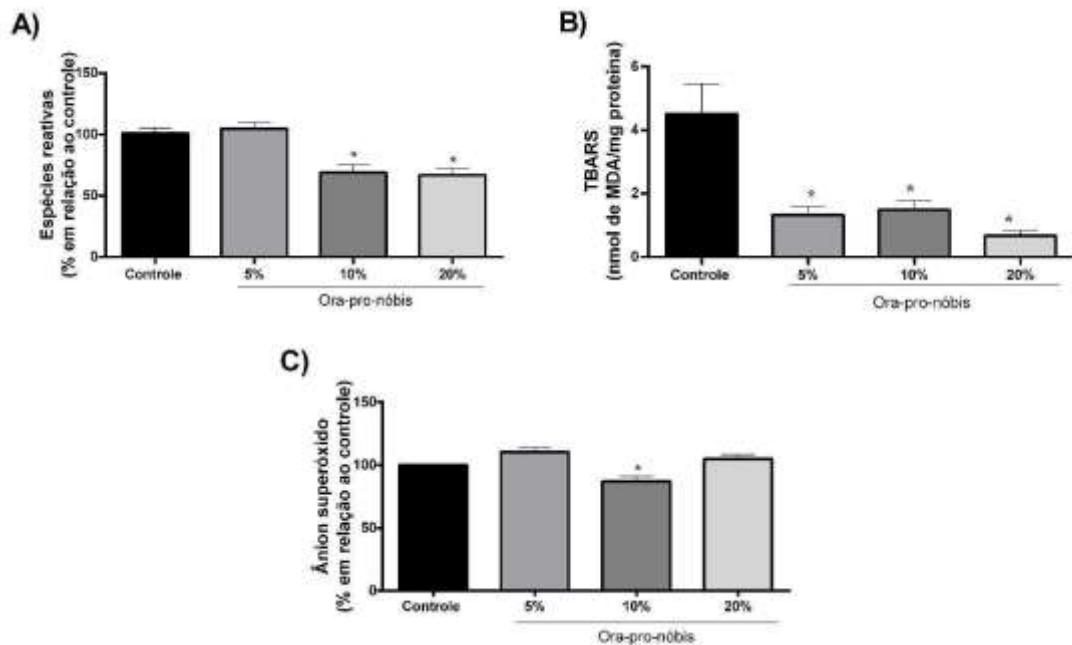 A)
Espécies reativas
(% em relação ao controle)
150
100
50
0
Controle
5%
10%
20%
*
*
Ora-pro-nóbis
B)
TBARS
(nmol de MDA/mg proteína)
6
4
2
0
Controle
5%
10%
20%
*
*
*
Ora-pro-nóbis
C)
Ânion superóxido
(% em relação ao controle)
150
100
50
0
Controle
5%
10%
20%
*
Ora-pro-nóbis